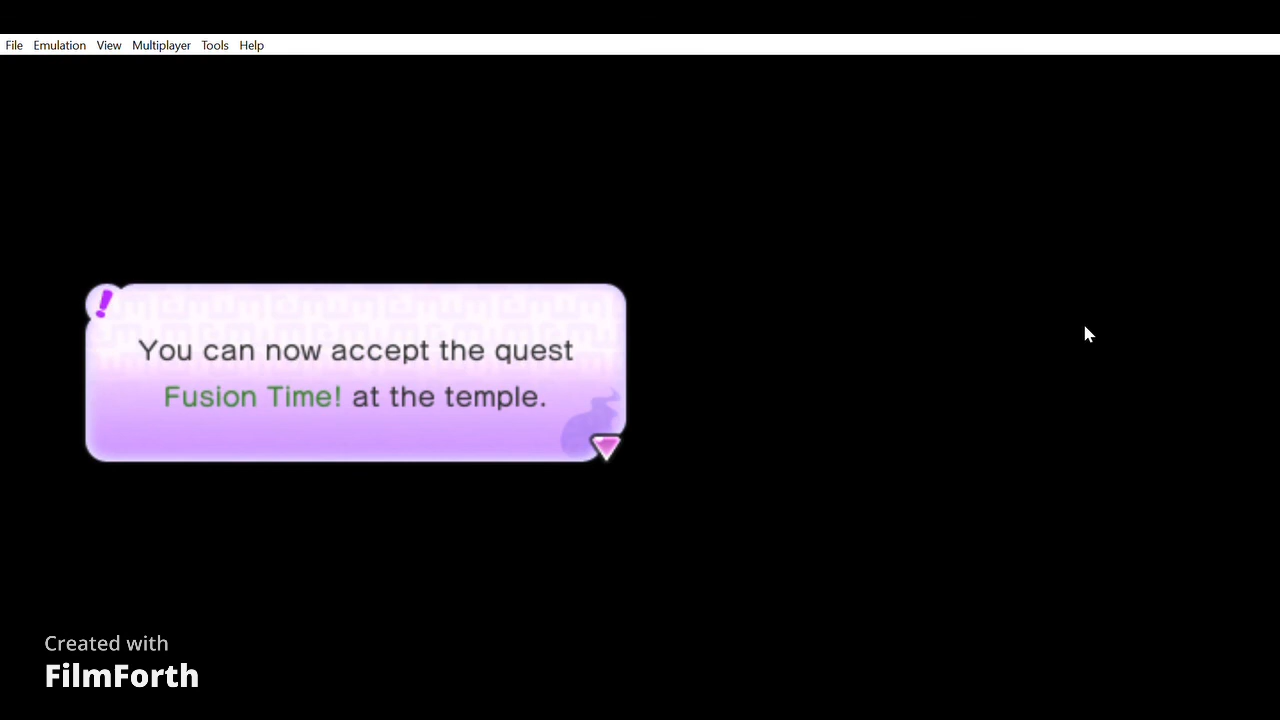 File Emulation View Multiplayer Tools Help
!
You can now accept the quest
Fusion Time! at the temple.
Created with
FilmForth